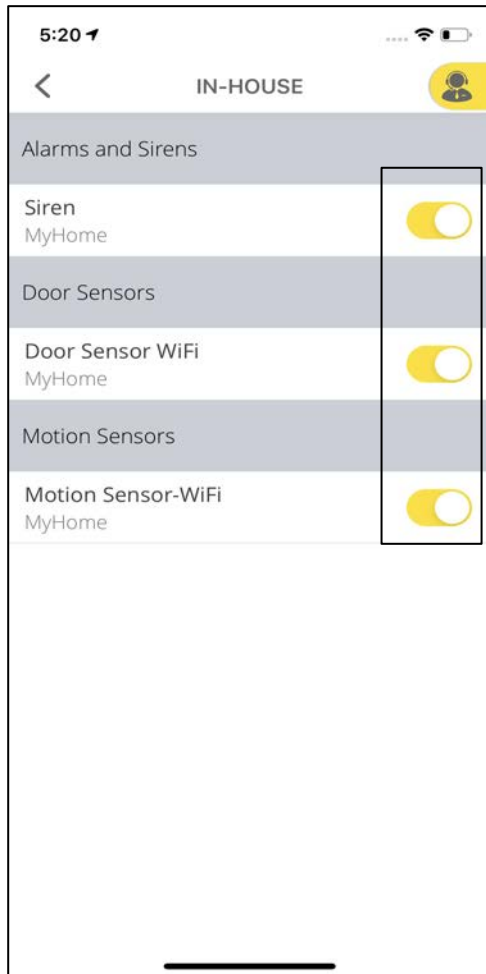 5:20
IN-HOUSE
Alarms and Sirens
Siren
MyHome
Door Sensors
Door Sensor WiFi
MyHome
Motion Sensors
Motion Sensor-WiFi
MyHome